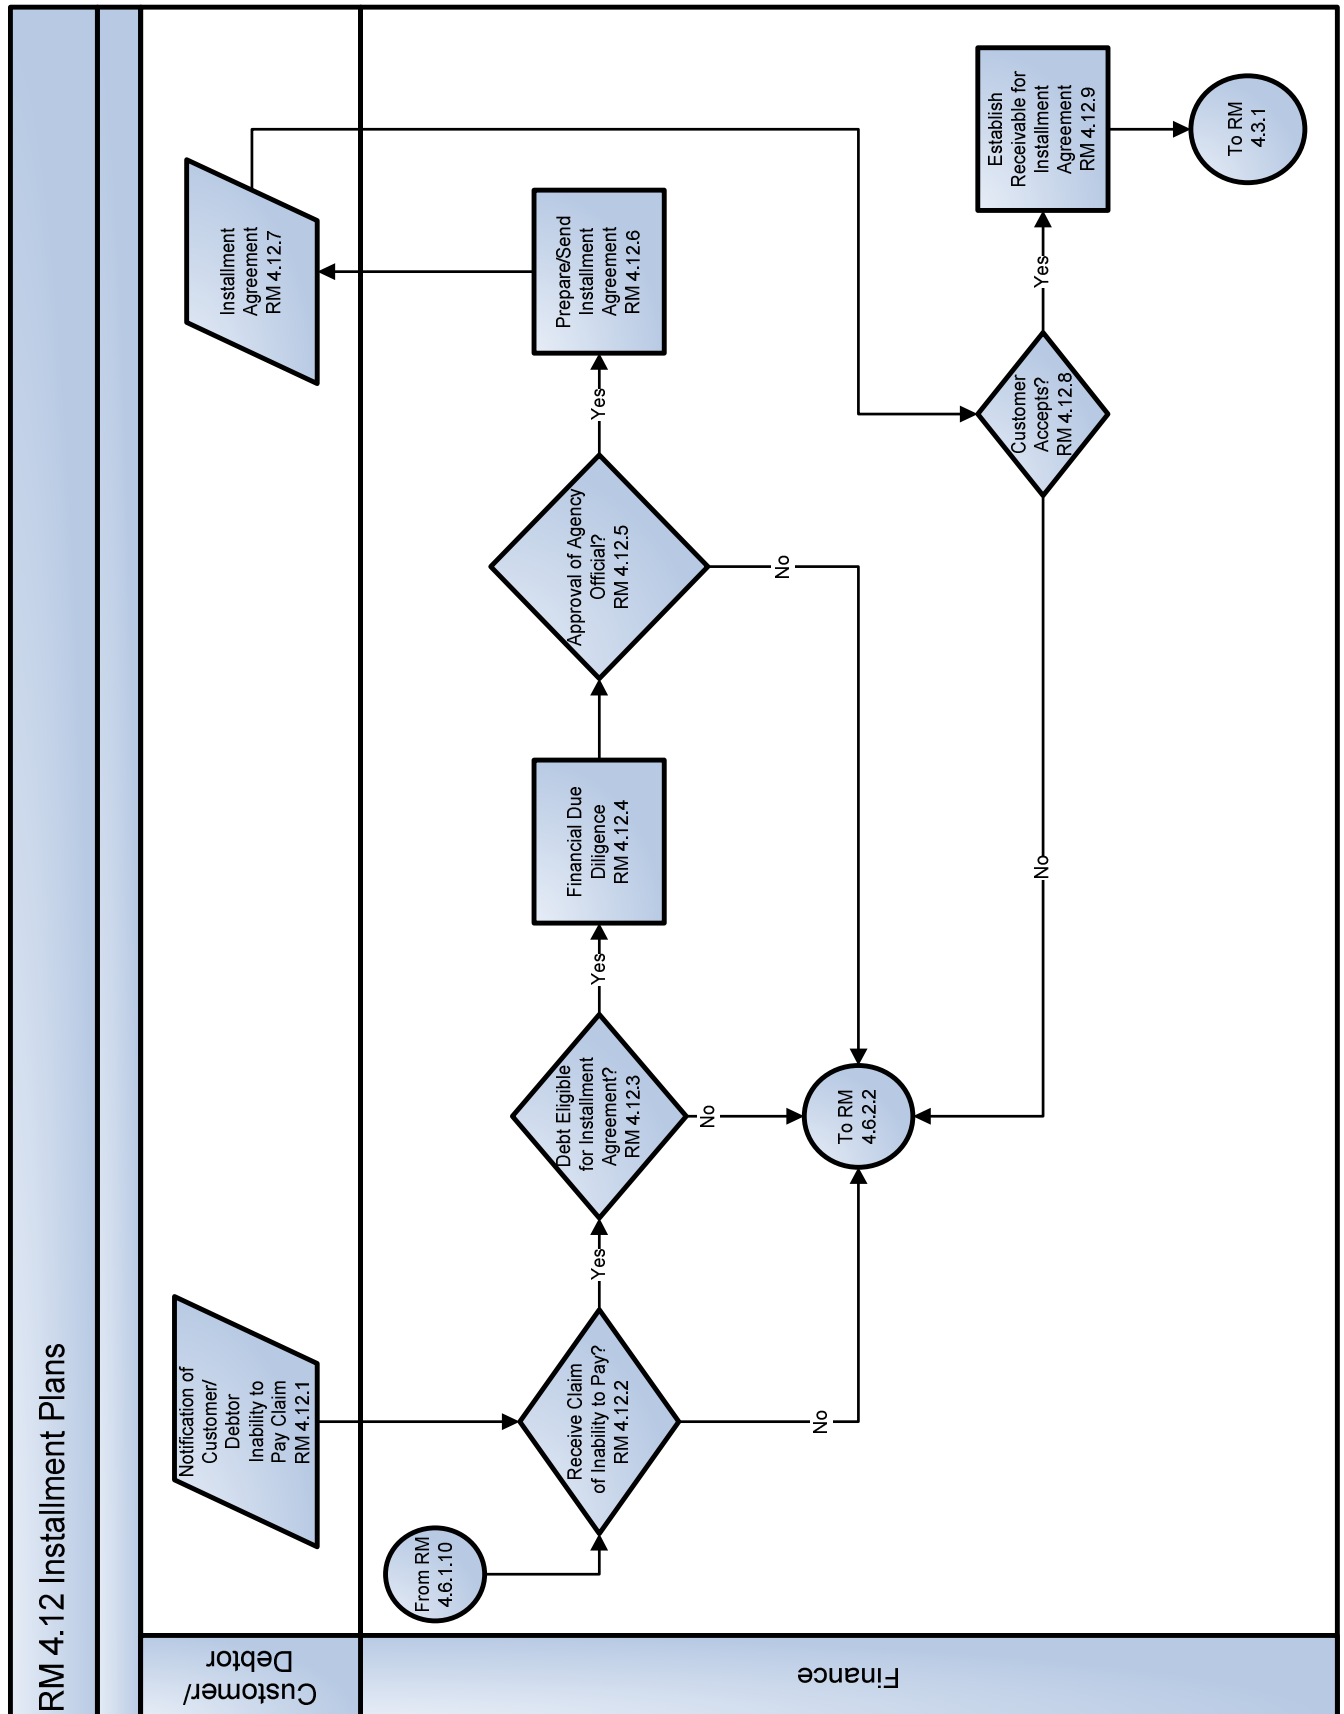 RM 4.12 Installment Plans
Customer/
Debtor
Finance
Notification of
Customer/
Debtor
Inability to
Pay Claim
RM 4.12.1
From RM
4.6.1.10
Receive Claim
of Inability to Pay?
RM 4.12.2
Yes
No
Debt Eligible
for Installment
Agreement?
RM 4.12.3
Yes
No
To RM
4.6.2.2
Financial Due
Diligence
RM 4.12.4
Approval of Agency
Official?
RM 4.12.5
Yes
No
Prepare/Send
Installment
Agreement
RM 4.12.6
Installment
Agreement
RM 4.12.7
Customer
Accepts?
RM 4.12.8
Yes
No
Establish
Receivable for
Installment
Agreement
RM 4.12.9
To RM
4.3.1